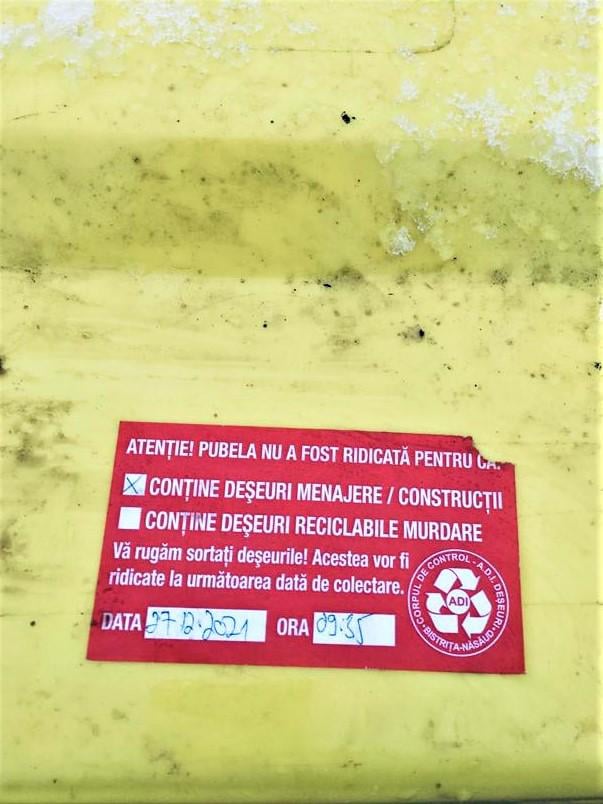 ATENȚIE! PUBELA NU A FOST RIDICATĂ PENTRU CĂ:
X CONȚINE DEȘEURI MENAJERE / CONSTRUCȚII
CONȚINE DEȘEURI RECICLABILE MURDARE
Vă rugăm sortați deșeurile! Acestea vor fi
ridicate la următoarea dată de colectare.
DATA 27.12.2021 ORA 09:35
CORPUL DE CONTROL - A.D.I. DEȘEURI
ADI
BISTRIȚA-NĂSĂUD